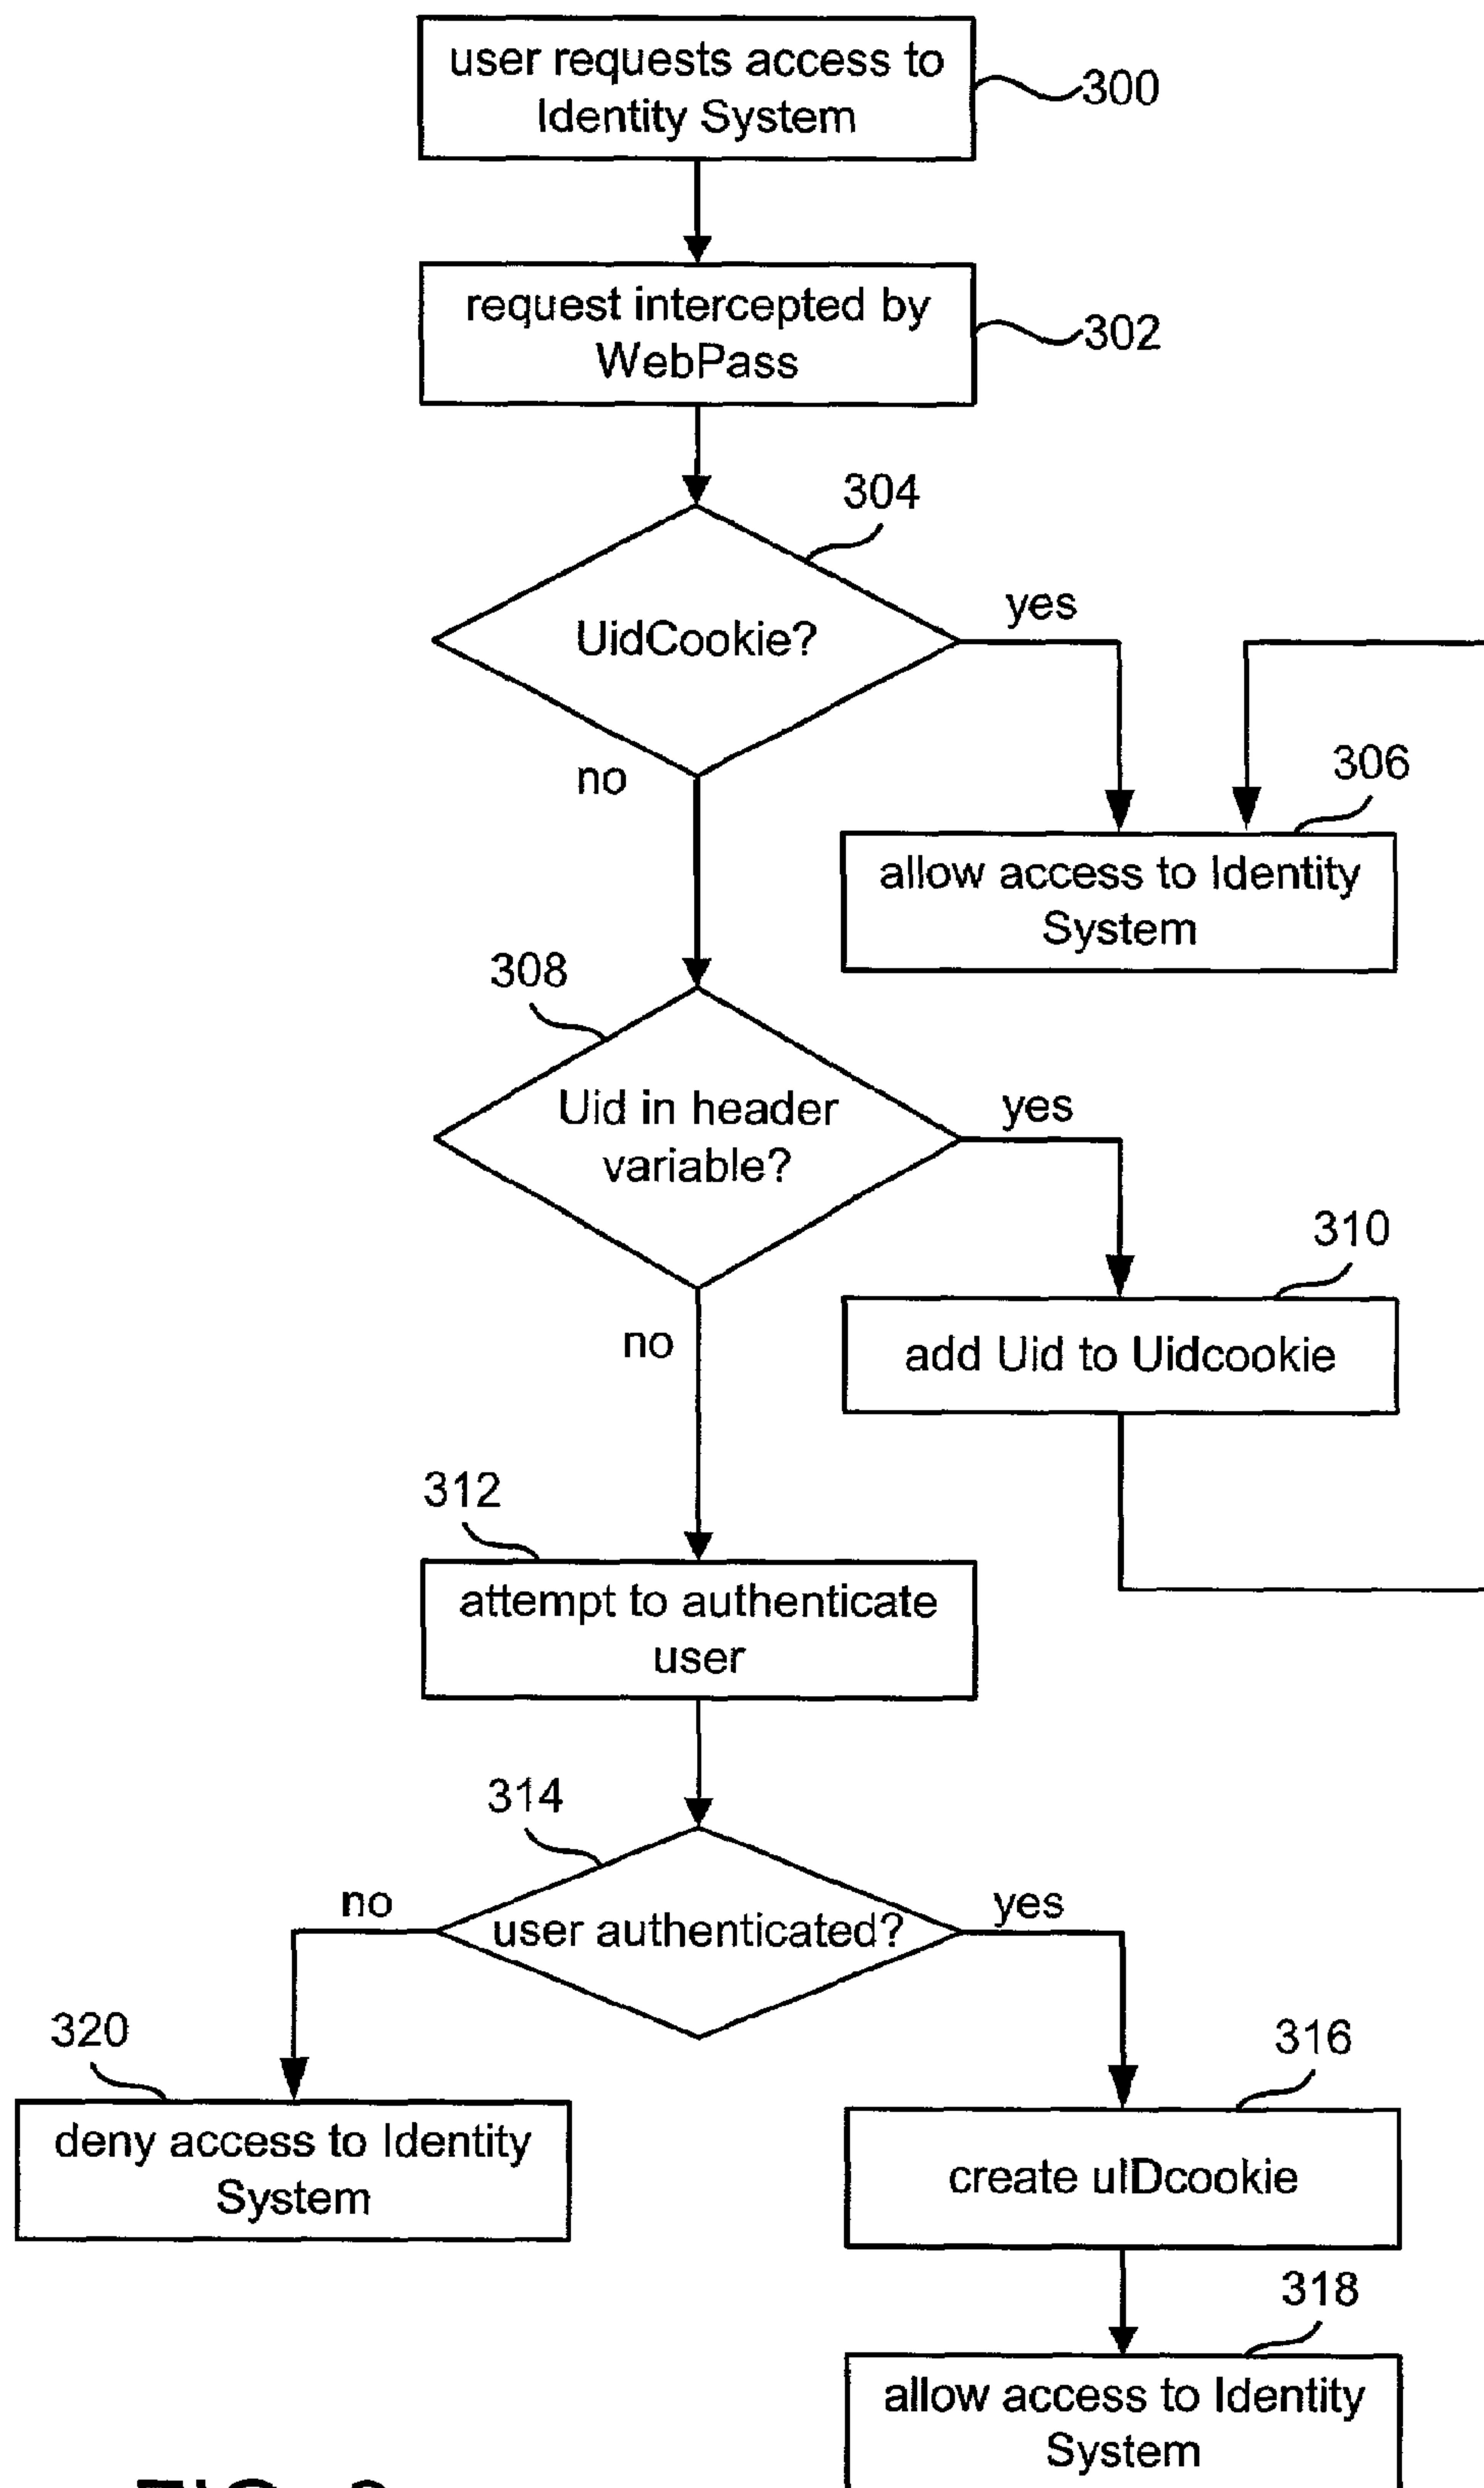 user requests access to
Identity System
300
request intercepted by
WebPass
302
304
UidCookie?
yes
no
306
allow access to Identity
System
308
Uid in header
variable?
yes
no
310
add Uid to Uidcookie
312
attempt to authenticate
user
314
user authenticated?
no
yes
320
deny access to Identity
System
316
create uIDcookie
318
allow access to Identity
System